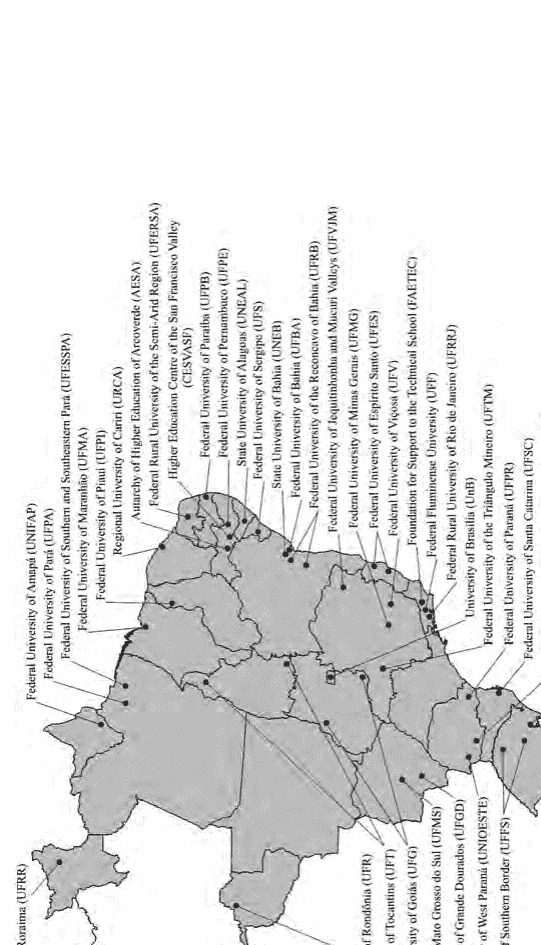 Federal University of Amapá (UNIFAP)
Federal University of Pará (UFPA)
Federal University of Southern and Southeastern Pará (UFESSPA)
Federal University of Maranhão (UFMA)
Federal University of Piauí (UFPI)
Regional University of Cariri (URCA)
Autarchy of Higher Education of Arcoverde (AESA)
Federal Rural University of the Semi-Arid Region (UFERSA)
Higher Education Centre of the San Francisco Valley
(CESVASF)
Federal University of Paraíba (UFPB)
Federal University of Pernambuco (UFPE)
State University of Alagoas (UNEAL)
Federal University of Sergipe (UFS)
State University of Bahia (UNEB)
Federal University of Bahia (UFBA)
Federal University of the Reconcavo of Bahia (UFRB)
Federal University of Jequitinhonha and Mucuri Valleys (UFVJM)
Federal University of Minas Gerais (UFMG)
Federal University of Espírito Santo (UFES)
Federal University of Viçosa (UFV)
Foundation for Support to the Technical School (FAETEC)
Federal Fluminense University (UFF)
Federal Rural University of Rio de Janeiro (UFRRJ)
University of Brasília (UnB)
Federal University of the Triângulo Mineiro (UFTM)
Federal University of Paraná (UFPR)
Federal University of Santa Catarina (UFSC)
Roraima (UFRR)
f Rondônia (UFR)
of Tocantins (UFT)
sity of Goiás (UFG)
Mato Grosso do Sul (UFMS)
of Grande Dourados (UFGD)
of West Paraná (UNIOESTE)
f Southern Border (UFFS)